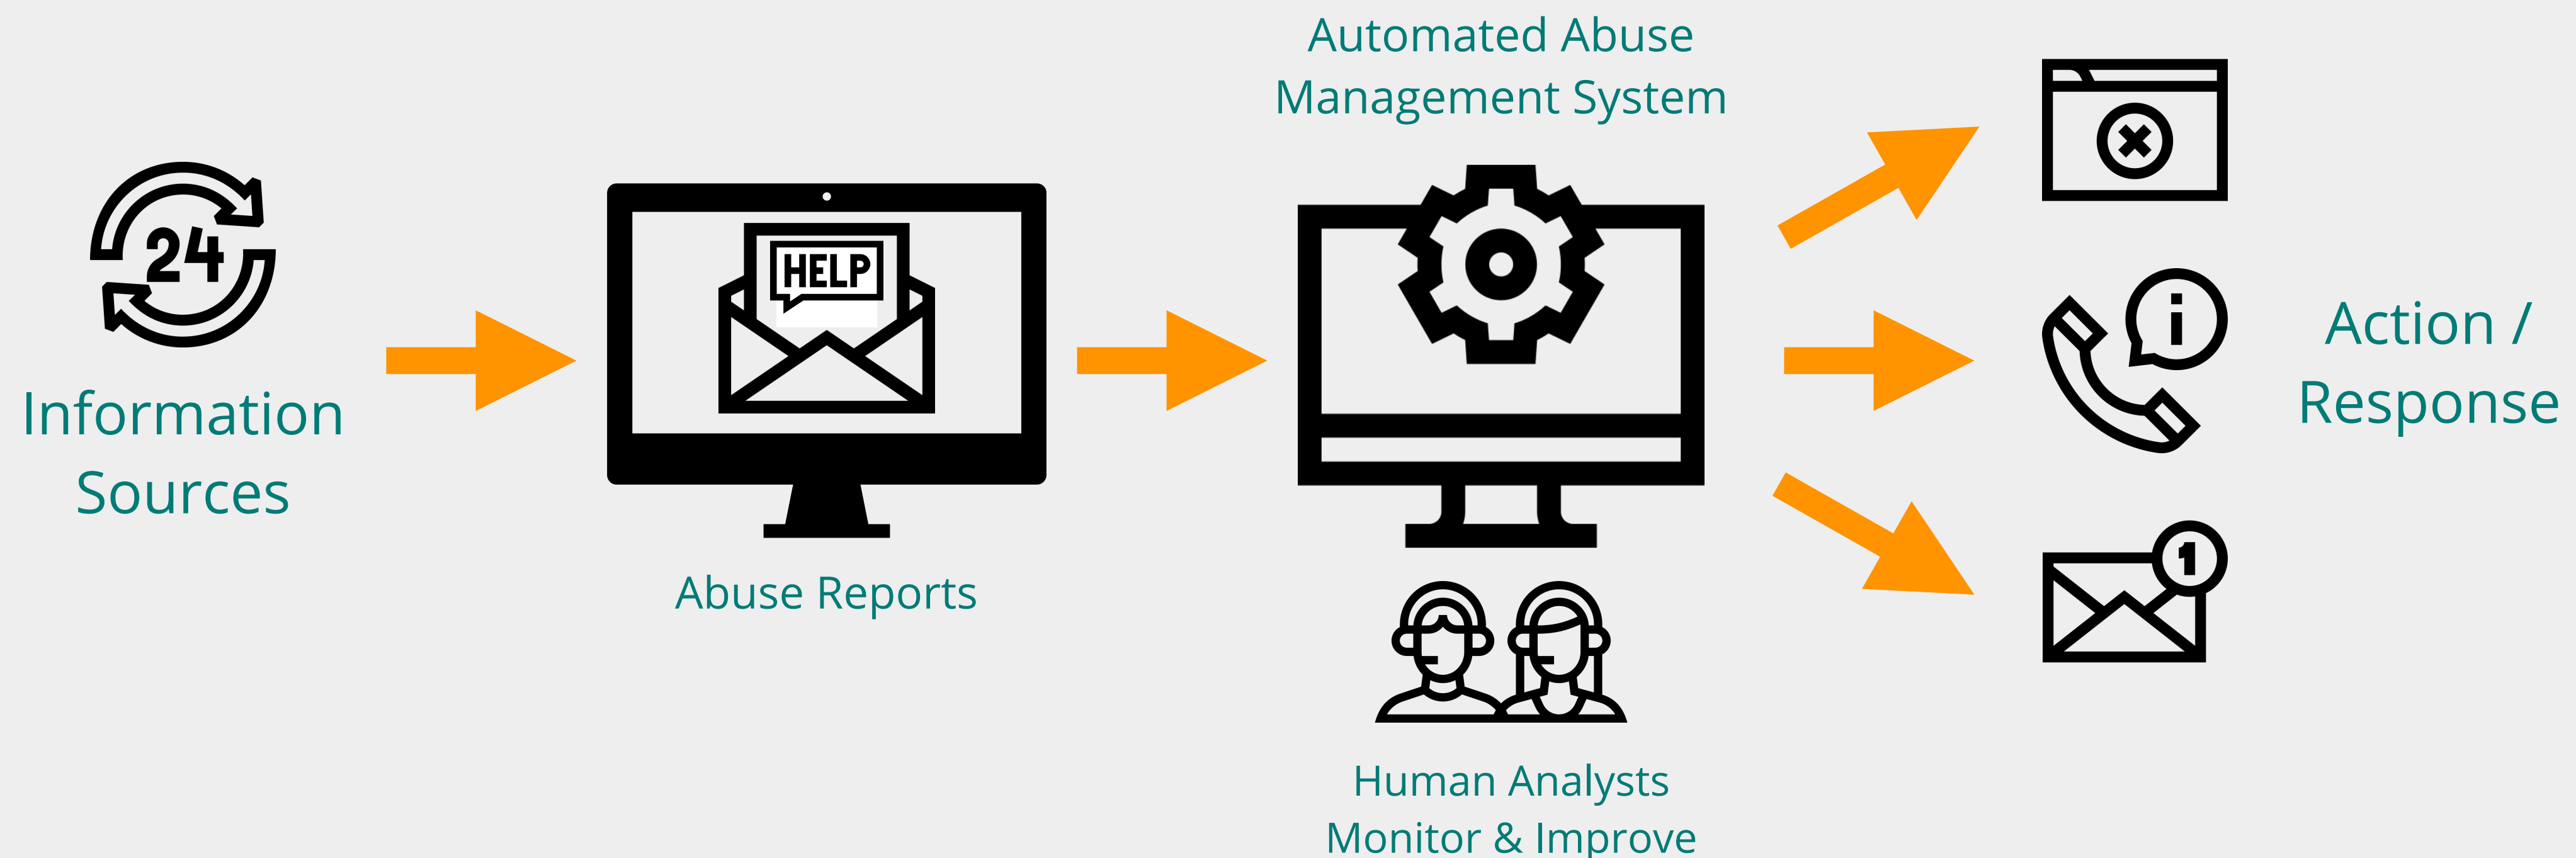 24
Information
Sources
HELP
Abuse Reports
Automated Abuse
Management System
Human Analysts
Monitor & Improve
i
1
Action /
Response